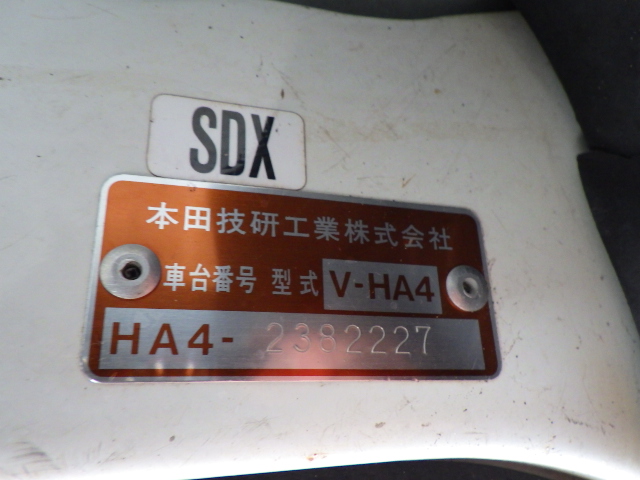 SDX
本田技研工業株式会社
車台番号 型式 V-HA4
HA4- 2382227